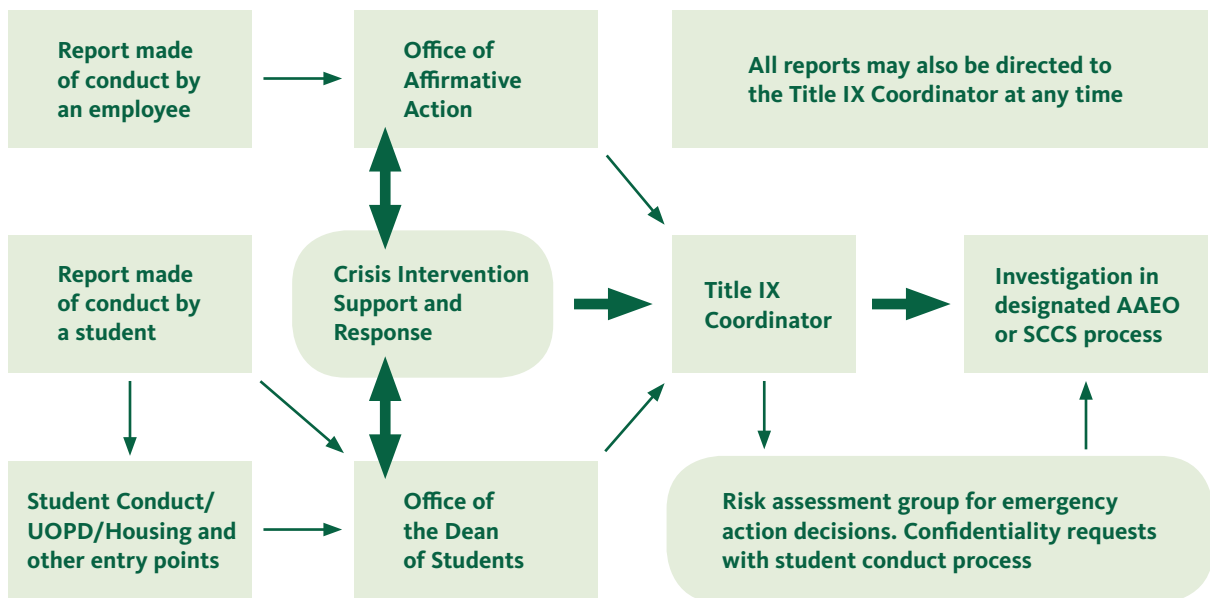 Report made
of conduct by
an employee
Office of
Affirmative
Action
All reports may also be directed to
the Title IX Coordinator at any time
Report made
of conduct by
a student
Crisis Intervention
Support and
Response
Title IX
Coordinator
Investigation in
designated AAEO
or SCCS process
Student Conduct/
UOPD/Housing and
other entry points
Office of
the Dean
of Students
Risk assessment group for emergency
action decisions. Confidentiality requests
with student conduct process